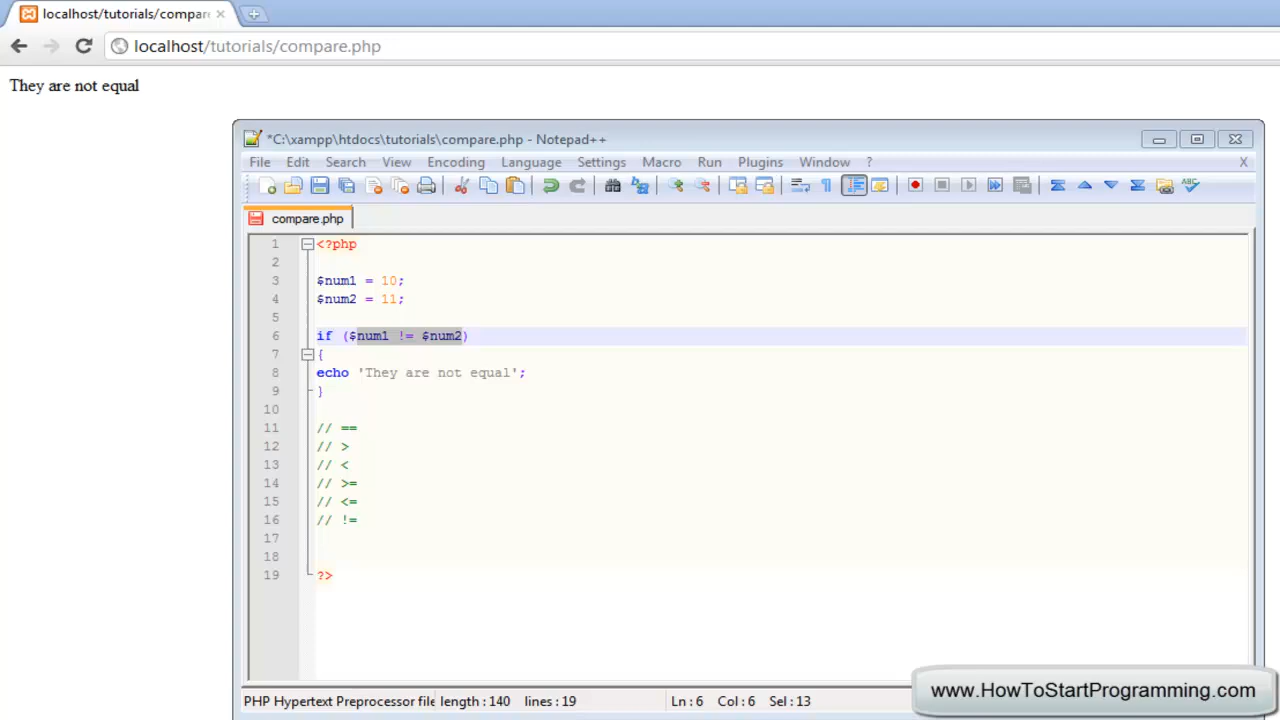 localhost/tutorials/compar
localhost/tutorials/compare.php
They are not equal
*C:\xampp\htdocs\tutorials\compare.php - Notepad++
File Edit Search View Encoding Language Settings Macro Run Plugins Window ? X
compare.php
1 <?php
2
3 $num1 = 10;
4 $num2 = 11;
5
6 if ($num1 != $num2)
7 {
8 echo 'They are not equal';
9 }
10
11 // ==
12 // >
13 // <
14 // >=
15 // <=
16 // !=
17
18
19 ?>
PHP Hypertext Preprocessor file length : 140 lines : 19 Ln : 6 Col : 6 Sel : 13
www.HowToStartProgramming.com